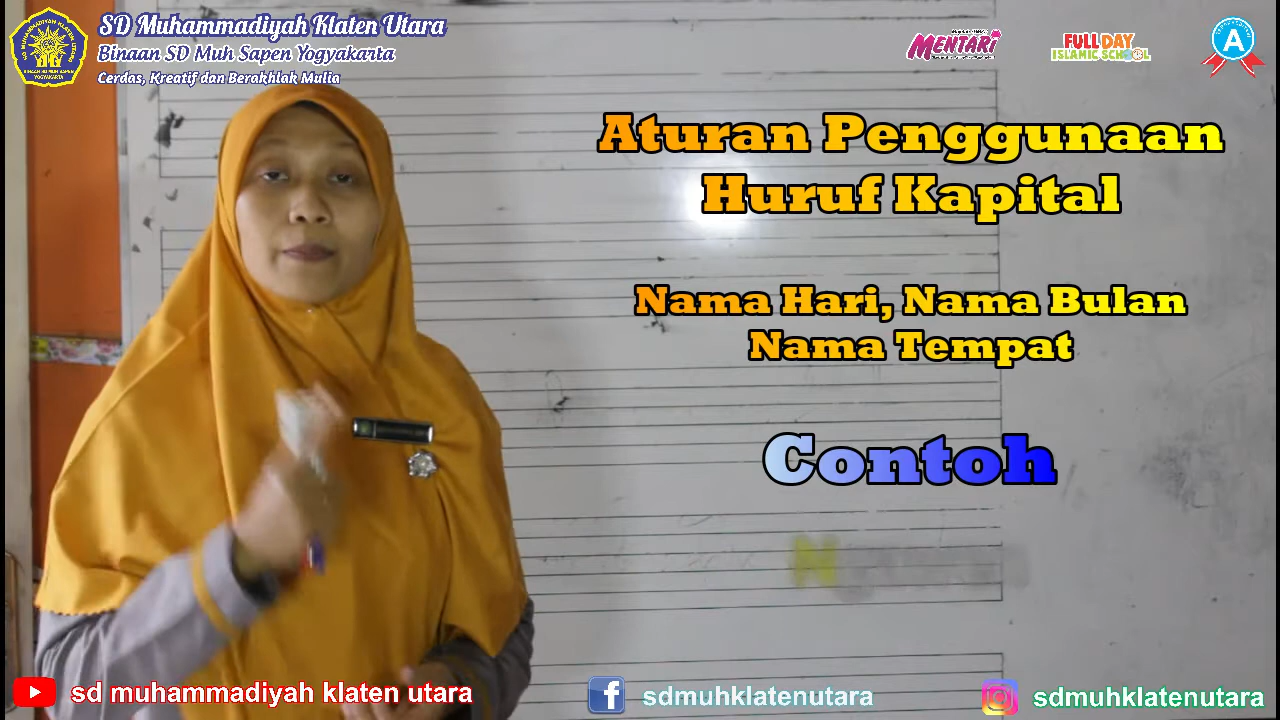 SD Muhammadiyah Klaten Utara
Binaan SD Muh Sapen Yogyakarta
Cerdas, Kreatif dan Berakhlak Mulia
MENTARI
FULL DAY
ISLAMIC SCHOOL
A
Aturan Penggunaan
Huruf Kapital
Nama Hari, Nama Bulan
Nama Tempat
Contoh
N
sd muhammadiyah klaten utara
sdmuhklatenutara
sdmuhklatenutara